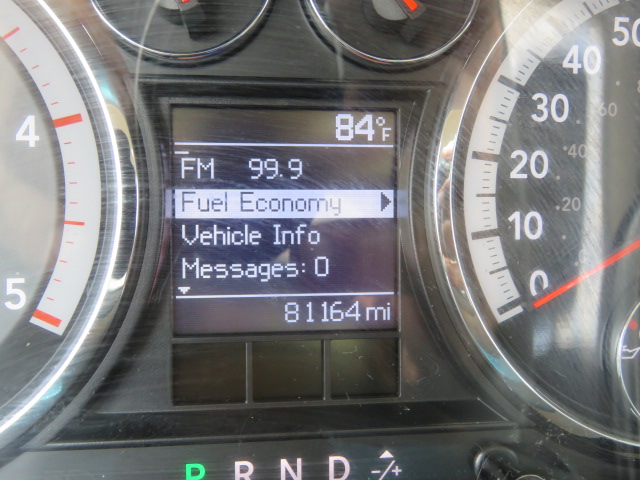 84°F
FM 99.9
Fuel Economy
Vehicle Info
Messages: 0
81164 mi
4
5
50
40
30
20
10
0
60
40
20
P R N D -/+